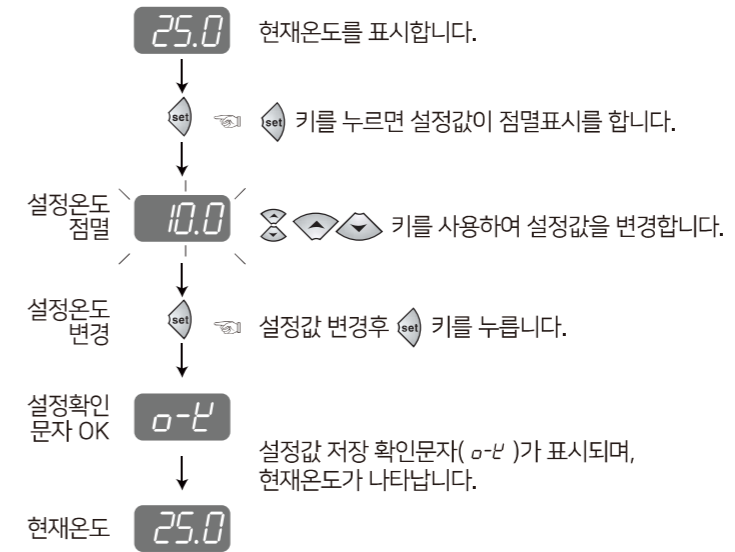 25.0 현재온도를 표시합니다.
set set 키를 누르면 설정값이 점멸표시를 합니다.
설정온도
점멸
10.0 키를 사용하여 설정값을 변경합니다.
설정온도
변경
set 설정값 변경후 set 키를 누릅니다.
설정확인
문자 OK
o-k
설정값 저장 확인문자( o-k )가 표시되며,
현재온도가 나타납니다.
현재온도 25.0